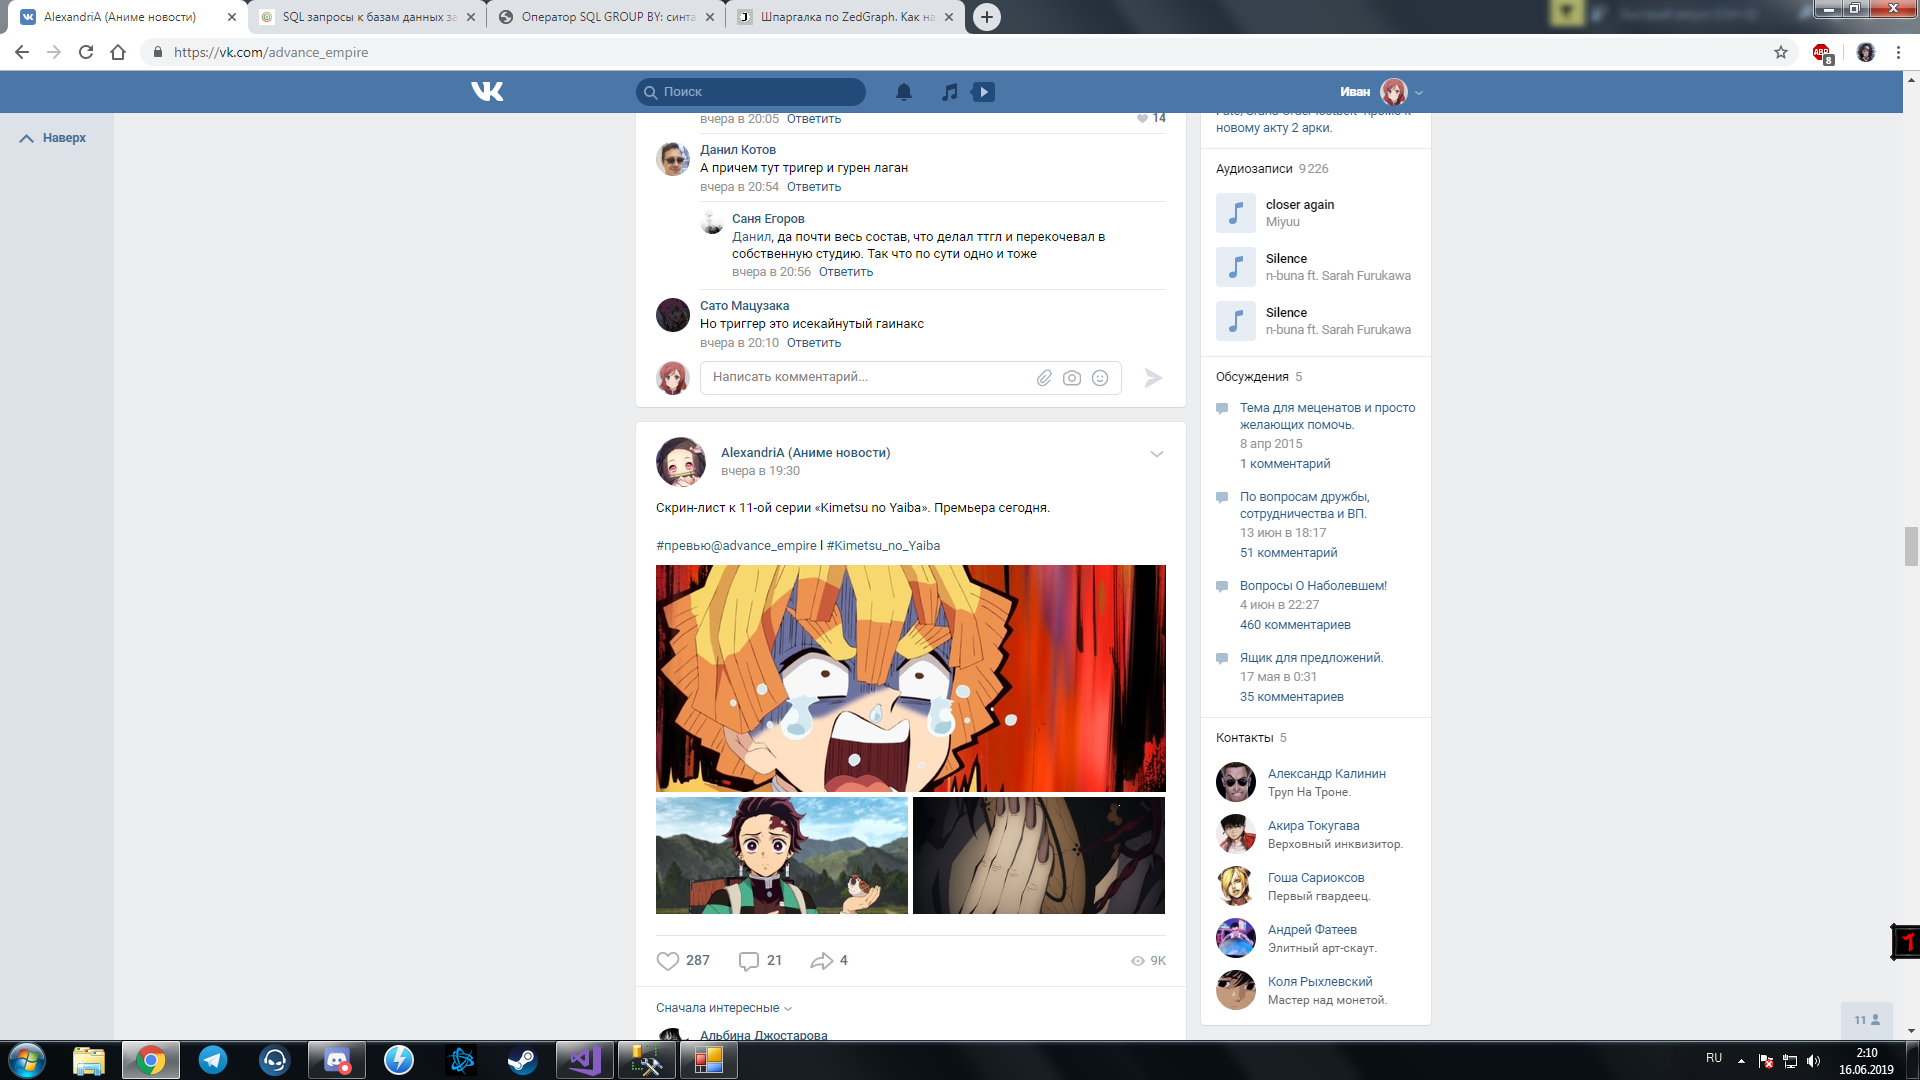 AlexandriA (Аниме новости)
SQL запросы к базам данных за
Оператор SQL GROUP BY: синта
Шпаргалка по ZedGraph. Как на
https://vk.com/advance_empire
ABP
8
Поиск
Иван
Наверх
вчера в 20:05 Ответить
14
Данил Котов
А причем тут тригер и гурен лаган
вчера в 20:54 Ответить
Саня Егоров
Данил, да почти весь состав, что делал ттгл и перекочевал в
собственную студию. Так что по сути одно и тоже
вчера в 20:56 Ответить
Сато Мацузака
Но триггер это исекайнутый гаинакс
вчера в 20:10 Ответить
Написать комментарий...
AlexandriA (Аниме новости)
вчера в 19:30
Скрин-лист к 11-ой серии «Kimetsu no Yaiba». Премьера сегодня.
#превью@advance_empire l #Kimetsu_no_Yaiba
287
21
4
9K
Сначала интересные
Альбина Джостарова
новому акту 2 арки.
Аудиозаписи 9 226
closer again
Miyuu
Silence
n-buna ft. Sarah Furukawa
Silence
n-buna ft. Sarah Furukawa
Обсуждения 5
Тема для меценатов и просто
желающих помочь.
8 апр 2015
1 комментарий
По вопросам дружбы,
сотрудничества и ВП.
13 июн в 18:17
51 комментарий
Вопросы О Наболевшем!
4 июн в 22:27
460 комментариев
Ящик для предложений.
17 мая в 0:31
35 комментариев
Контакты 5
Александр Калинин
Труп На Троне.
Акира Токугава
Верховный инквизитор.
Гоша Сариоксов
Первый гвардеец.
Андрей Фатеев
Элитный арт-скаут.
Коля Рыхлевский
Мастер над монетой.
11
RU
2:10
16.06.2019